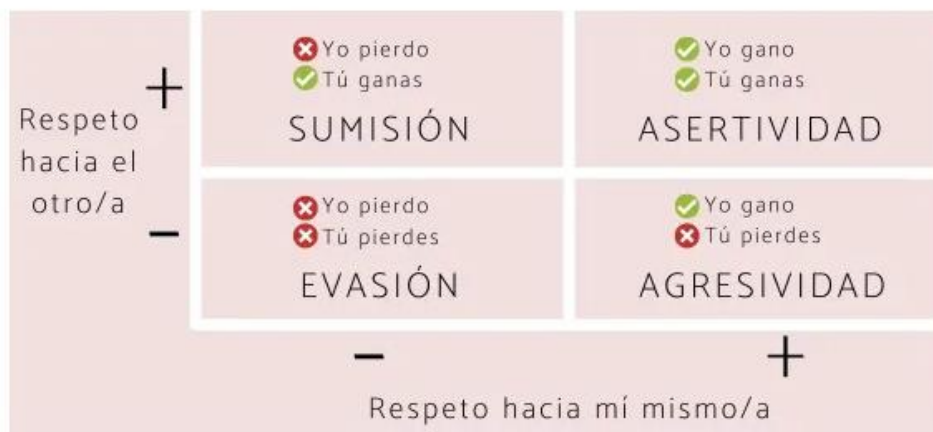 Yo pierdo
Tú ganas
SUMISIÓN
Yo gano
Tú ganas
ASERTIVIDAD
+
Respeto
hacia el
otro/a
−
Yo pierdo
Tú pierdes
EVASIÓN
Yo gano
Tú pierdes
AGRESIVIDAD
−
+
Respeto hacia mí mismo/a